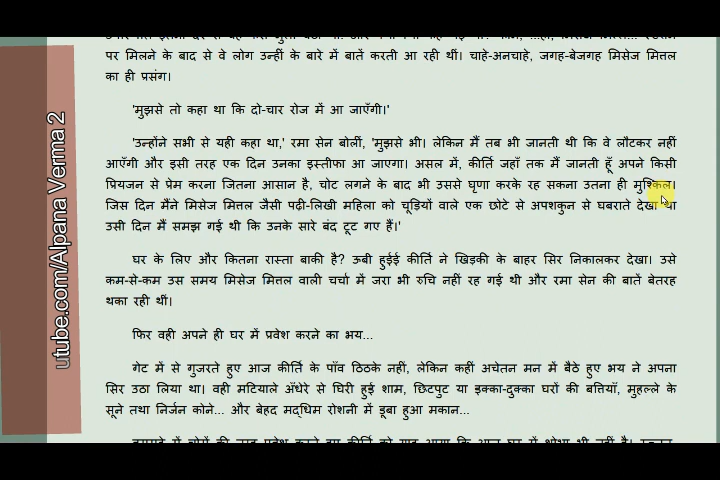 पर मिलने के बाद से वे लोग उन्हीं के बारे में बातें करती आ रही थीं। चाहे-अनचाहे, जगह-बेजगह मिसेज मित्तल
का ही प्रसंग।
'मुझसे तो कहा था कि दो-चार रोज में आ जाएँगी।'
'उन्होंने सभी से यही कहा था,' रमा सेन बोलीं, 'मुझसे भी। लेकिन मैं तब भी जानती थी कि वे लौटकर नहीं
आएँगी और इसी तरह एक दिन उनका इस्तीफा आ जाएगा। असल में, कीर्ति जहाँ तक मैं जानती हूँ अपने किसी
प्रियजन से प्रेम करना जितना आसान है, चोट लगने के बाद भी उससे घृणा करके रह सकना उतना ही मुश्किल।
जिस दिन मैंने मिसेज मित्तल जैसी पढ़ी-लिखी महिला को चूड़ियों वाले एक छोटे से अपशकुन से घबराते देखा था
उसी दिन मैं समझ गई थी कि उनके सारे बंद टूट गए हैं।'
घर के लिए और कितना रास्ता बाकी है? ऊबी हुईई कीर्ति ने खिड़की के बाहर सिर निकालकर देखा। उसे
कम-से-कम उस समय मिसेज मित्तल वाली चर्चा में जरा भी रुचि नहीं रह गई थी और रमा सेन की बातें बेतरह
थका रही थीं।
फिर वही अपने ही घर में प्रवेश करने का भय...
गेट में से गुजरते हुए आज कीर्ति के पाँव ठिठके नहीं, लेकिन कहीं अचेतन मन में बैठे हुए भय ने अपना
सिर उठा लिया था। वही मटियाले अँधेरे से घिरी हुई शाम, छिटपुट या इक्का-दुक्का घरों की बत्तियाँ, मुहल्ले के
सूने तथा निर्जन कोने... और बेहद मद्धिम रोशनी में डूबा हुआ मकान...
utube.com/Alpana Verma 2